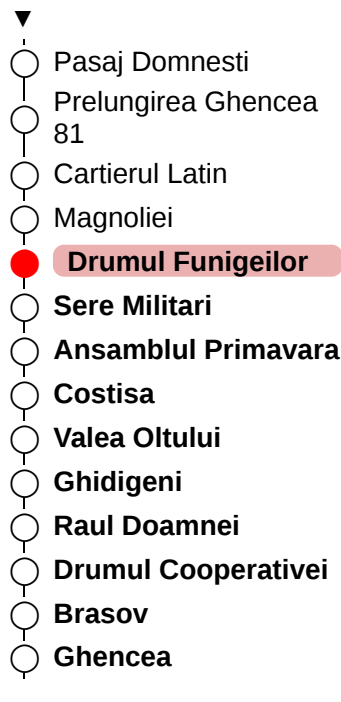 Pasaj Domnesti
Prelungirea Ghencea
81
Cartierul Latin
Magnoliei
Drumul Funigeilor
Sere Militari
Ansamblul Primavara
Costisa
Valea Oltului
Ghidigeni
Raul Doamnei
Drumul Cooperativei
Brasov
Ghencea